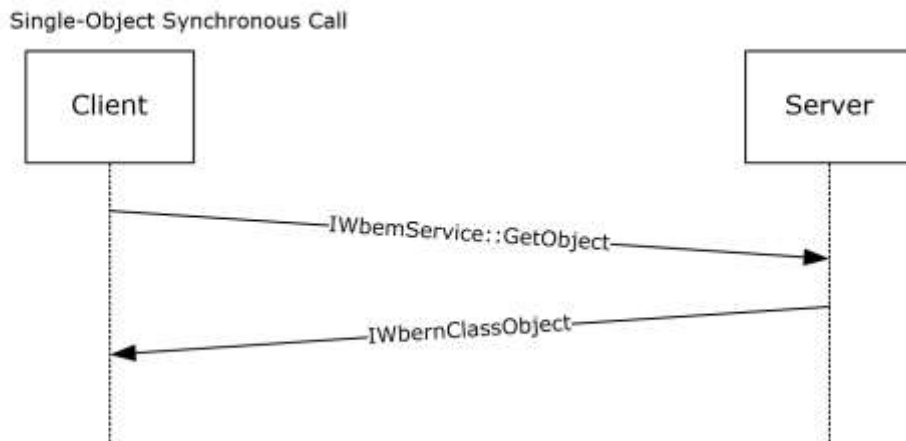 Single-Object Synchronous Call
Client
Server
IWbemService::GetObject
IWbernClassObject